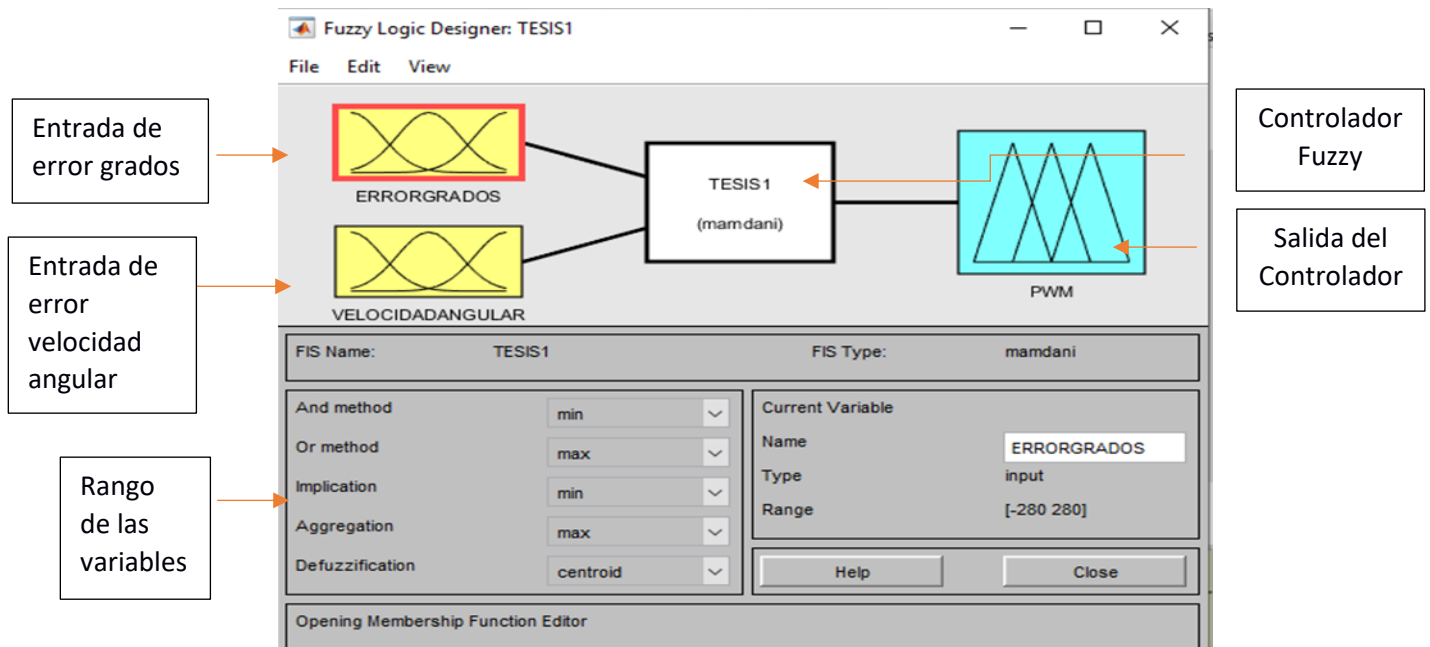 Fuzzy Logic Designer: TESIS1
File Edit View
Entrada de
error grados
Entrada de
error
velocidad
angular
Rango
de las
variables
ERRORGRADOS
VELOCIDADANGULAR
TESIS1
(mamdani)
PWM
Controlador
Fuzzy
Salida del
Controlador
FIS Name: TESIS1 FIS Type: mamdani
And method min
Or method max
Implication min
Aggregation max
Defuzzification centroid
Current Variable
Name ERRORGRADOS
Type input
Range [-280 280]
Help Close
Opening Membership Function Editor